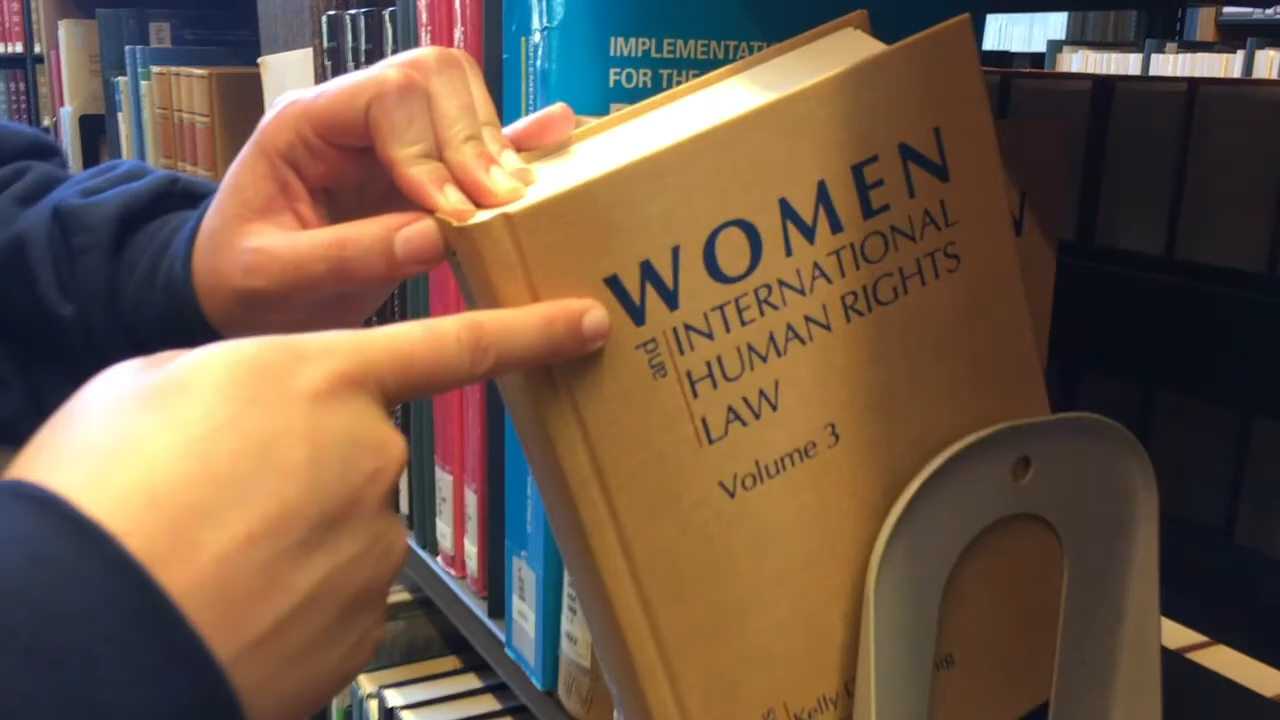 IMPLEMENTATI
FOR THE
WOMEN
and
INTERNATIONAL
HUMAN RIGHTS
LAW
Volume 3
Kelly